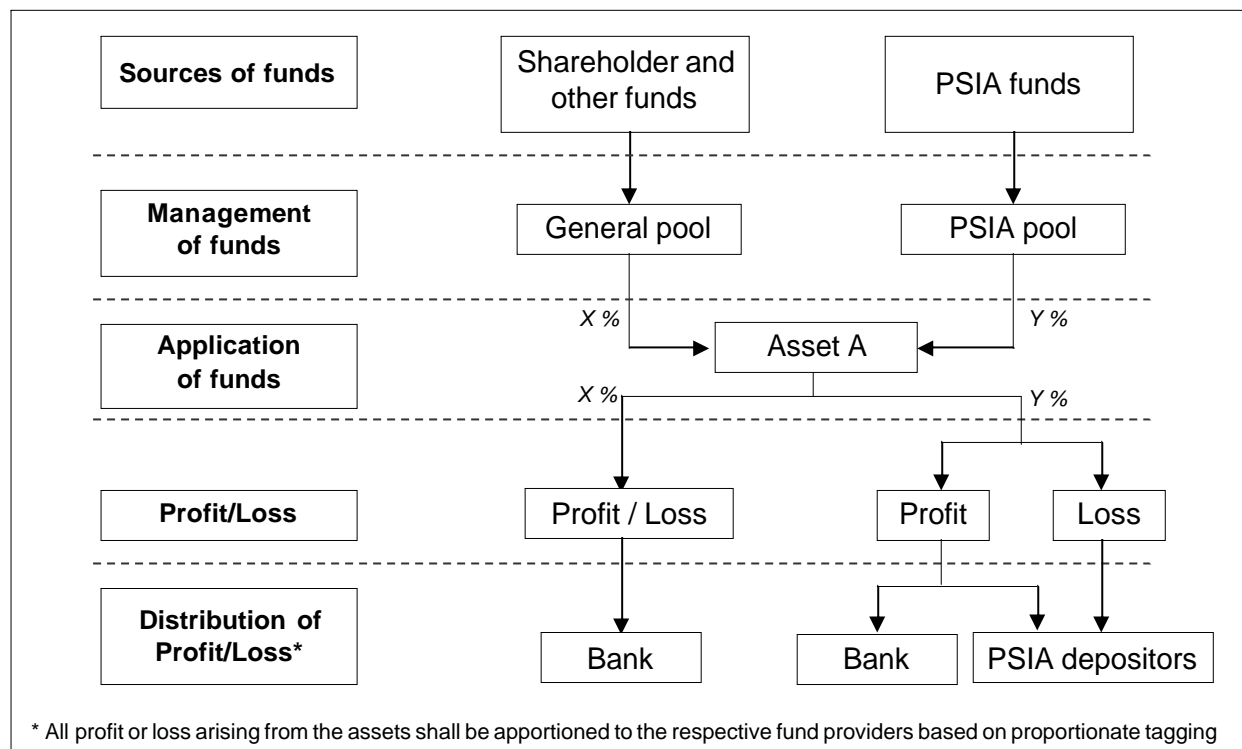 Sources of funds
Shareholder and
other funds
PSIA funds
Management
of funds
General pool
PSIA pool
Application
of funds
X %
Y %
Asset A
X %
Y %
Profit/Loss
Profit / Loss
Profit
Loss
Distribution of
Profit/Loss*
Bank
Bank
PSIA depositors
* All profit or loss arising from the assets shall be apportioned to the respective fund providers based on proportionate tagging